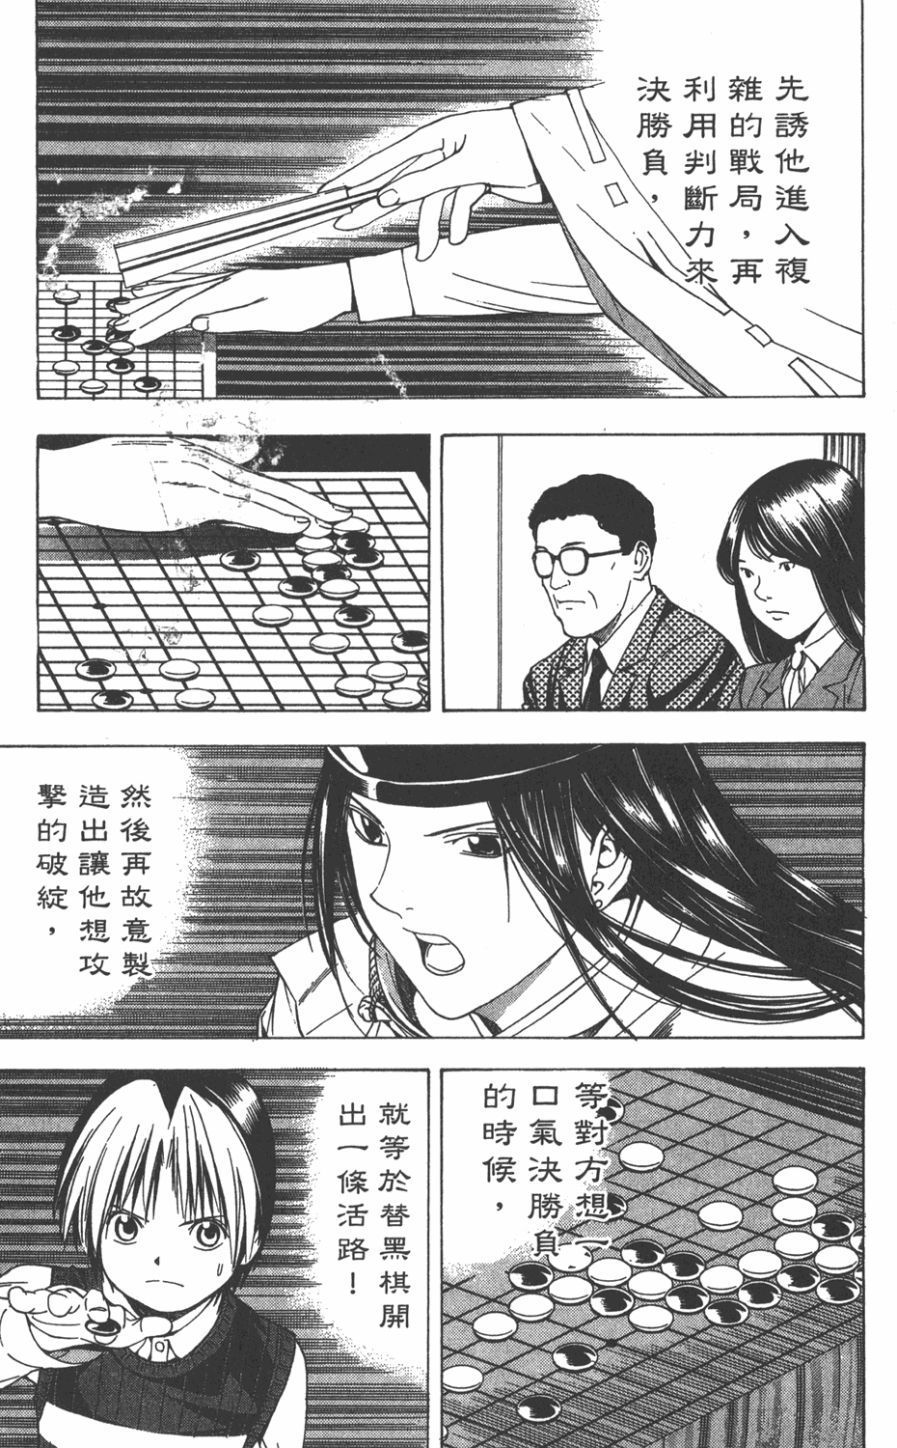 先誘他進入複
雜的戰局，再
利用判斷力來
決勝負，
然後再故意製
造出讓他想攻
擊的破綻，
等對方想一
口氣決勝負
的時候，
就等於替黑棋開
出一條活路！